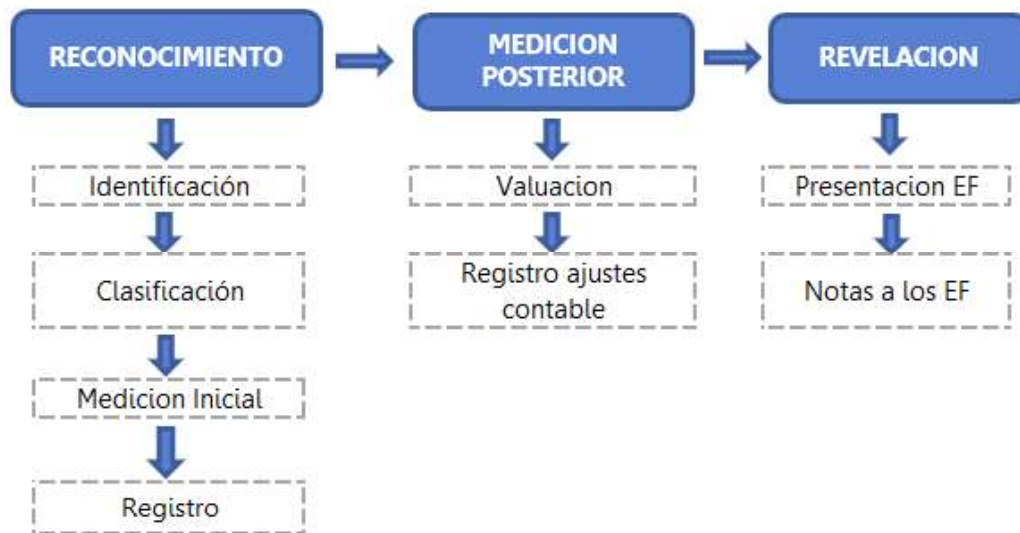 RECONOCIMIENTO
Identificación
Clasificación
Medicion Inicial
Registro
MEDICION
POSTERIOR
Valuacion
Registro ajustes
contable
REVELACION
Presentacion EF
Notas a los EF